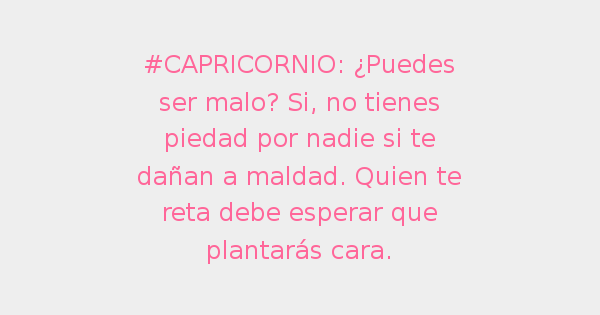 #CAPRICORNIO: ¿Puedes
ser malo? Si, no tienes
piedad por nadie si te
dañan a maldad. Quien te
reta debe esperar que
plantarás cara.